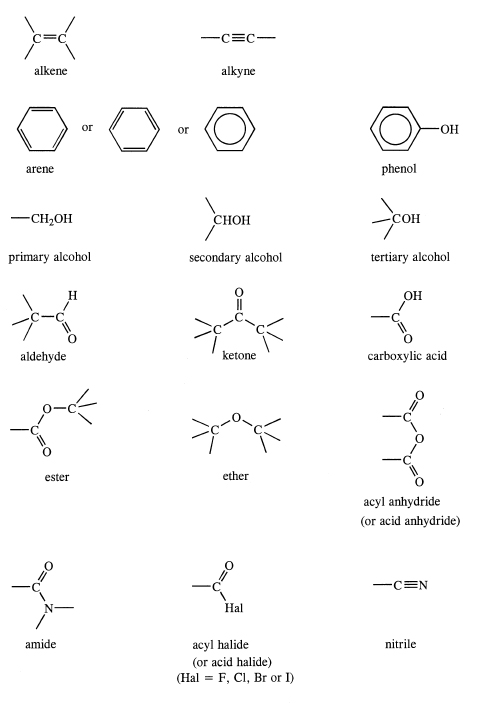 C=C
—C≡C—
alkene
alkyne
or
or
OH
arene
phenol
—CH₂OH
CHOH
COH
primary alcohol
secondary alcohol
tertiary alcohol
H
C—C
O
O
C
C
C
OH
—C
O
aldehyde
ketone
carboxylic acid
O—C
—C
O
O
C
C
O
—C
O
—C
O
ester
ether
acyl anhydride
(or acid anhydride)
O
—C
N—
O
—C
Hal
—C≡N
amide
acyl halide
nitrile
(or acid halide)
(Hal = F, Cl, Br or I)